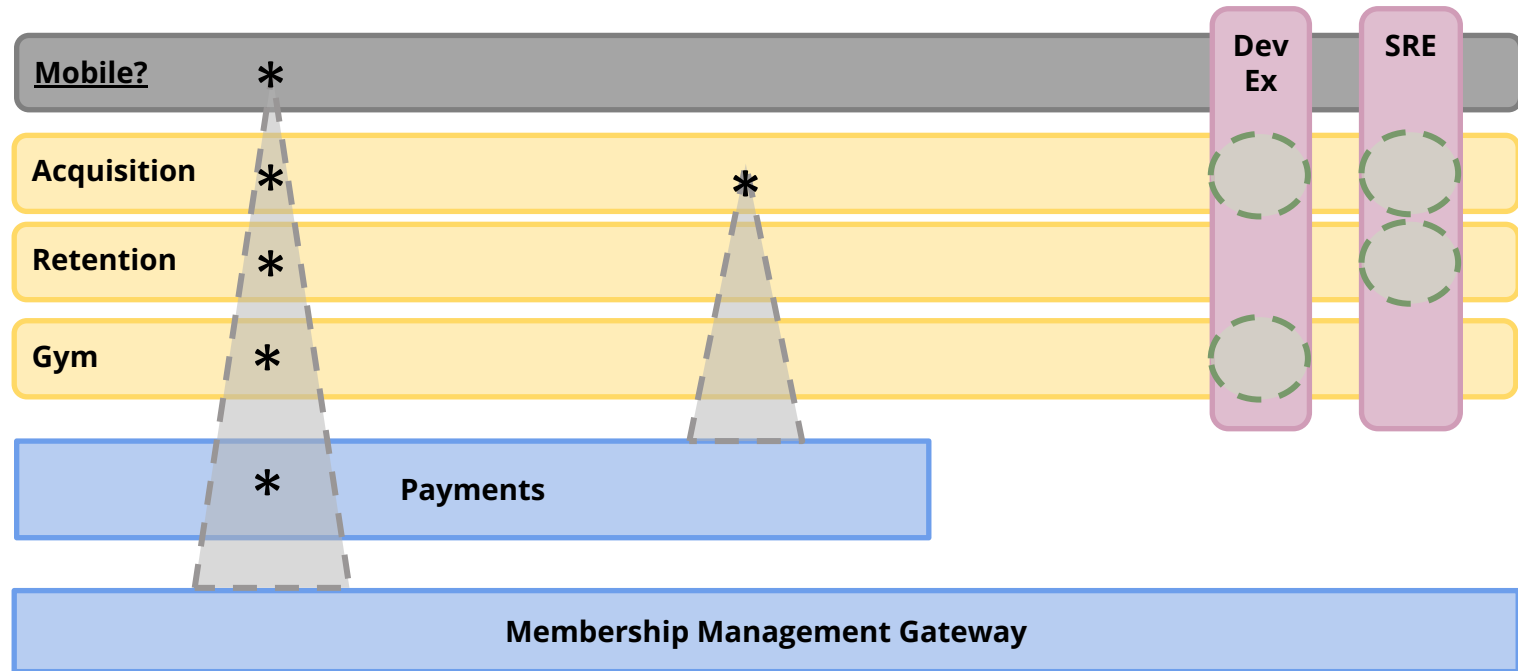 Mobile?
*
Dev
Ex
SRE
Acquisition
*
*
Retention
*
Gym
*
*
Payments
Membership Management Gateway